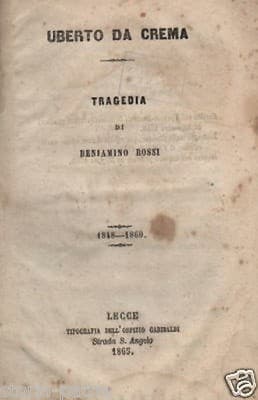 UBERTO DA CREMA
TRAGEDIA
DI
BENIAMINO ROSSI
1848—1860.
LECCE
TIPOGRAFIA DELL'OSPIZIO GARIBALDI
Strada S. Angelo
1865.